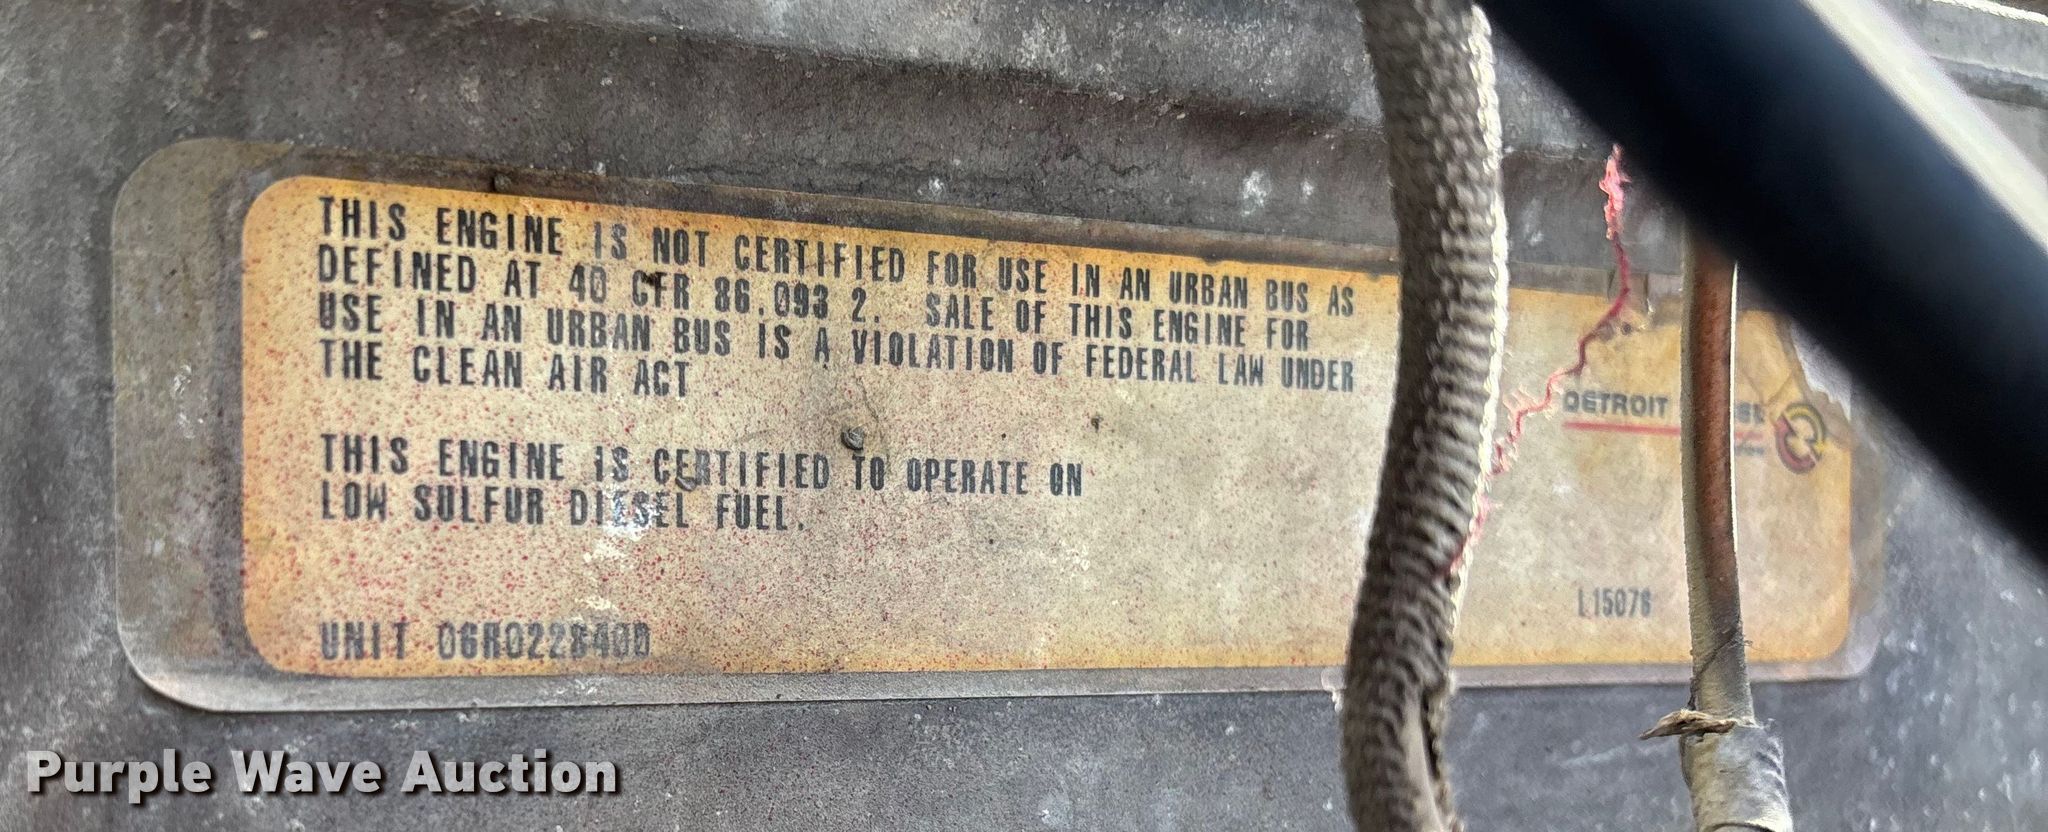 THIS ENGINE IS NOT CERTIFIED FOR USE IN AN URBAN BUS AS
DEFINED AT 40 CFR 86.093 2. SALE OF THIS ENGINE FOR
USE IN AN URBAN BUS IS A VIOLATION OF FEDERAL LAW UNDER
THE CLEAN AIR ACT
THIS ENGINE IS CERTIFIED TO OPERATE ON
LOW SULFUR DIESEL FUEL.
DETROIT
L15076
UNIT 06R0228400
Purple Wave Auction